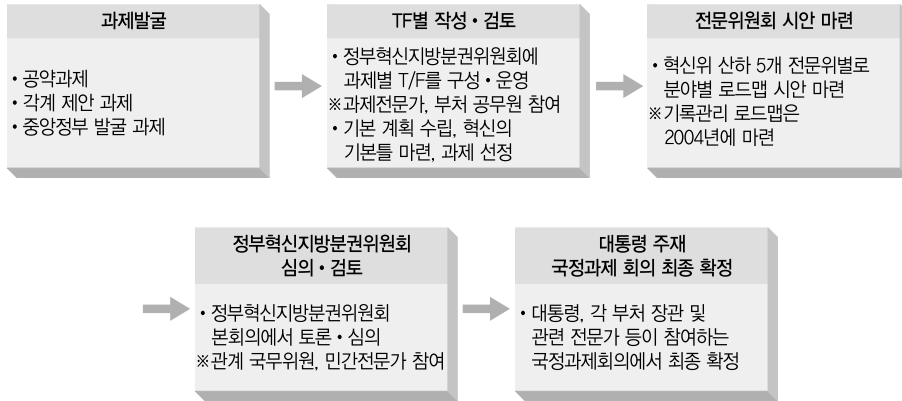 과제발굴
• 공약과제
• 각계 제안 과제
• 중앙정부 발굴 과제
TF별 작성 • 검토
• 정부혁신지방분권위원회에
과제별 T/F를 구성 • 운영
※과제전문가, 부처 공무원 참여
• 기본 계획 수립, 혁신의
기본틀 마련, 과제 선정
전문위원회 시안 마련
• 혁신위 산하 5개 전문위별로
분야별 로드맵 시안 마련
※기록관리 로드맵은
2004년에 마련
정부혁신지방분권위원회
심의 • 검토
• 정부혁신지방분권위원회
본회의에서 토론 • 심의
※관계 국무위원, 민간전문가 참여
대통령 주재
국정과제 회의 최종 확정
• 대통령, 각 부처 장관 및
관련 전문가 등이 참여하는
국정과제회의에서 최종 확정